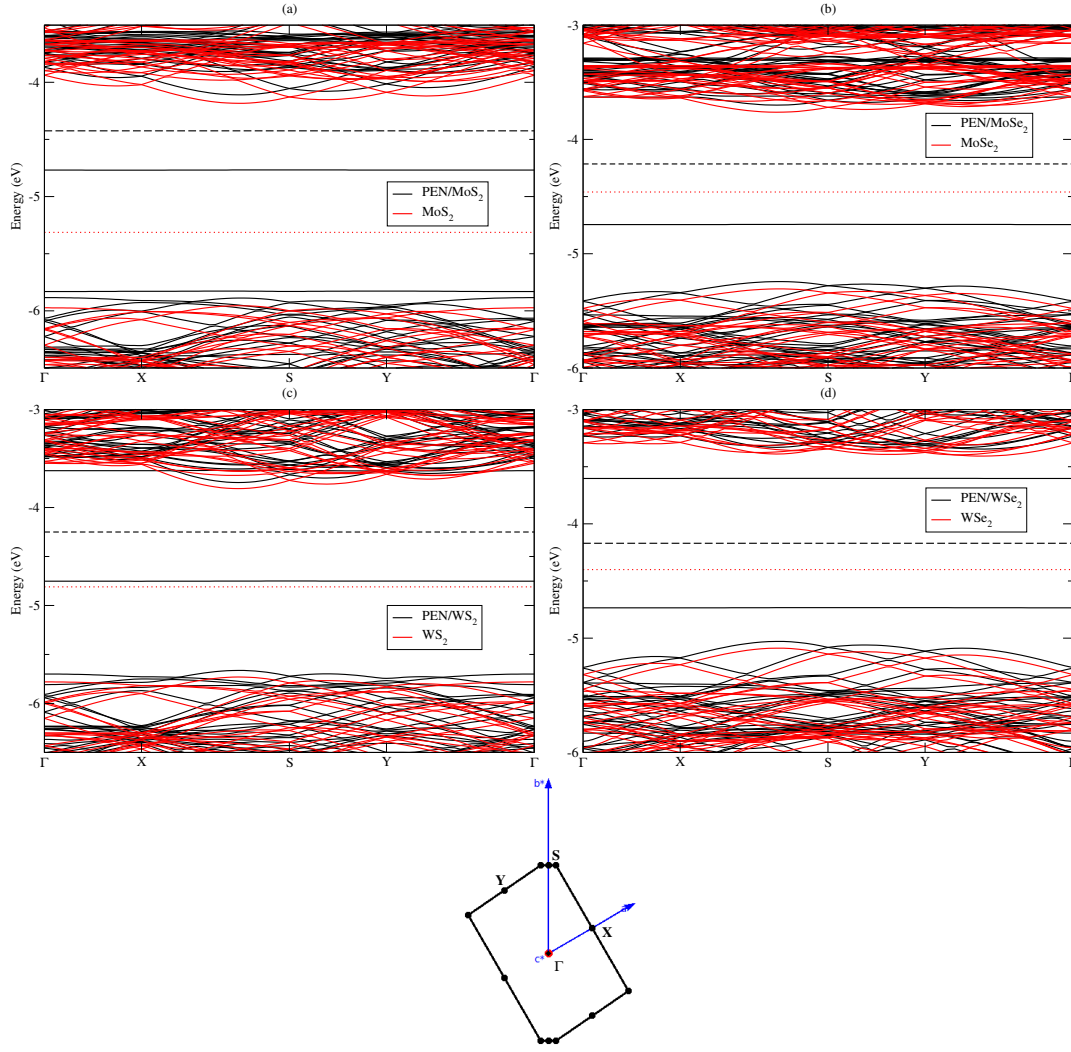 (a)
Energy (eV)
-4
-5
-6
PEN/MoS2
MoS2
Γ X S Y Γ
(b)
Energy (eV)
-3
-4
-5
-6
PEN/MoSe2
MoSe2
Γ X S Y
(c)
Energy (eV)
-3
-4
-5
-6
PEN/WS2
WS2
Γ X S Y Γ
(d)
Energy (eV)
-3
-4
-5
-6
PEN/WSe2
WSe2
Γ X S Y
b*
S
Y
X
c*
Γ